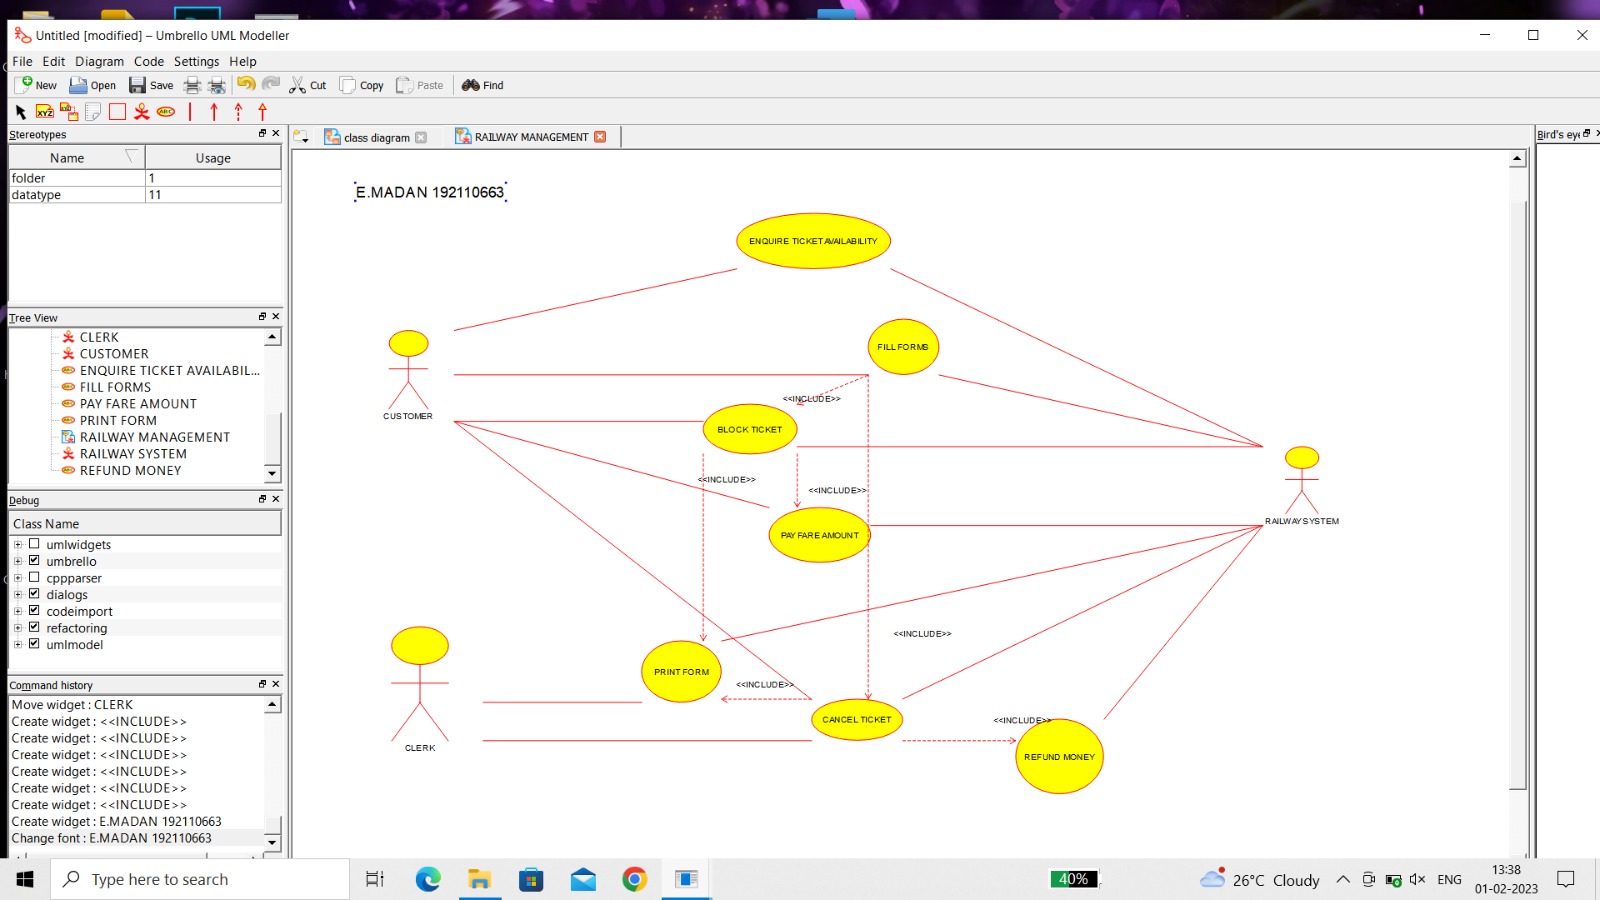 Untitled [modified] – Umbrello UML Modeller
File Edit Diagram Code Settings Help
New Open Save Cut Copy Paste Find
XYZ ABC
Stereotypes
Name Usage
folder 1
datatype 11
Tree View
CLERK
CUSTOMER
ENQUIRE TICKET AVAILABIL...
FILL FORMS
PAY FARE AMOUNT
PRINT FORM
RAILWAY MANAGEMENT
RAILWAY SYSTEM
REFUND MONEY
Debug
Class Name
umlwidgets
umbrello
cppparser
dialogs
codeimport
refactoring
umlmodel
Command history
Move widget : CLERK
Create widget : <<INCLUDE>>
Create widget : <<INCLUDE>>
Create widget : <<INCLUDE>>
Create widget : <<INCLUDE>>
Create widget : <<INCLUDE>>
Create widget : <<INCLUDE>>
Create widget : E.MADAN 192110663
Change font : E.MADAN 192110663
class diagram RAILWAY MANAGEMENT
Bird's eye
E.MADAN 192110663
ENQUIRE TICKET AVAILABILITY
FILL FORMS
<<INCLUDE>>
CUSTOMER
BLOCK TICKET
<<INCLUDE>>
<<INCLUDE>>
RAILWAY SYSTEM
PAY FARE AMOUNT
<<INCLUDE>>
PRINT FORM
<<INCLUDE>>
CANCEL TICKET
<<INCLUDE>>
CLERK
REFUND MONEY
Type here to search
40%
26°C Cloudy
ENG
13:38
01-02-2023